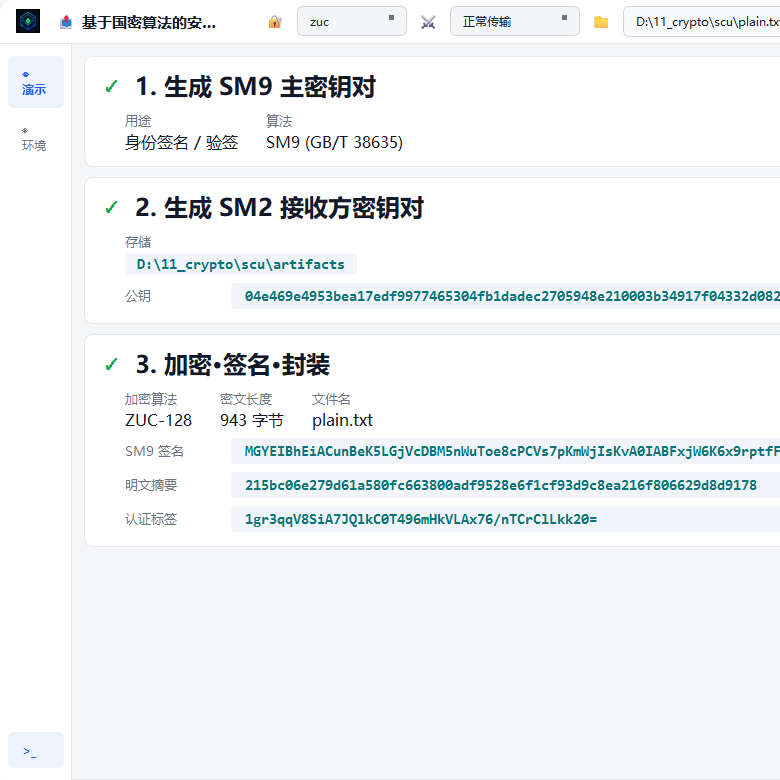 基于国密算法的安... zuc 正常传输 D:\11_crypto\scu\plain.tx
演示
环境
✓ 1. 生成 SM9 主密钥对
用途 算法
身份签名 / 验签 SM9 (GB/T 38635)
✓ 2. 生成 SM2 接收方密钥对
存储
D:\11_crypto\scu\artifacts
公钥 04e469e4953bea17edf9977465304fb1dadec2705948e210003b34917f04332d082
✓ 3. 加密•签名•封装
加密算法 密文长度 文件名
ZUC-128 943 字节 plain.txt
SM9 签名 MGYEIBhEiACunBeK5LGjVcDBM5nWuToe8cPCVs7pKmWjIsKvA0IABFxjW6K6x9rptfF
明文摘要 215bc06e279d61a580fc663800adf9528e6f1cf93d9c8ea216f806629d8d9178
认证标签 1gr3qqV8SiA7JQ1kC0T496mHkVLAx76/nTCrClLkk20=
>_